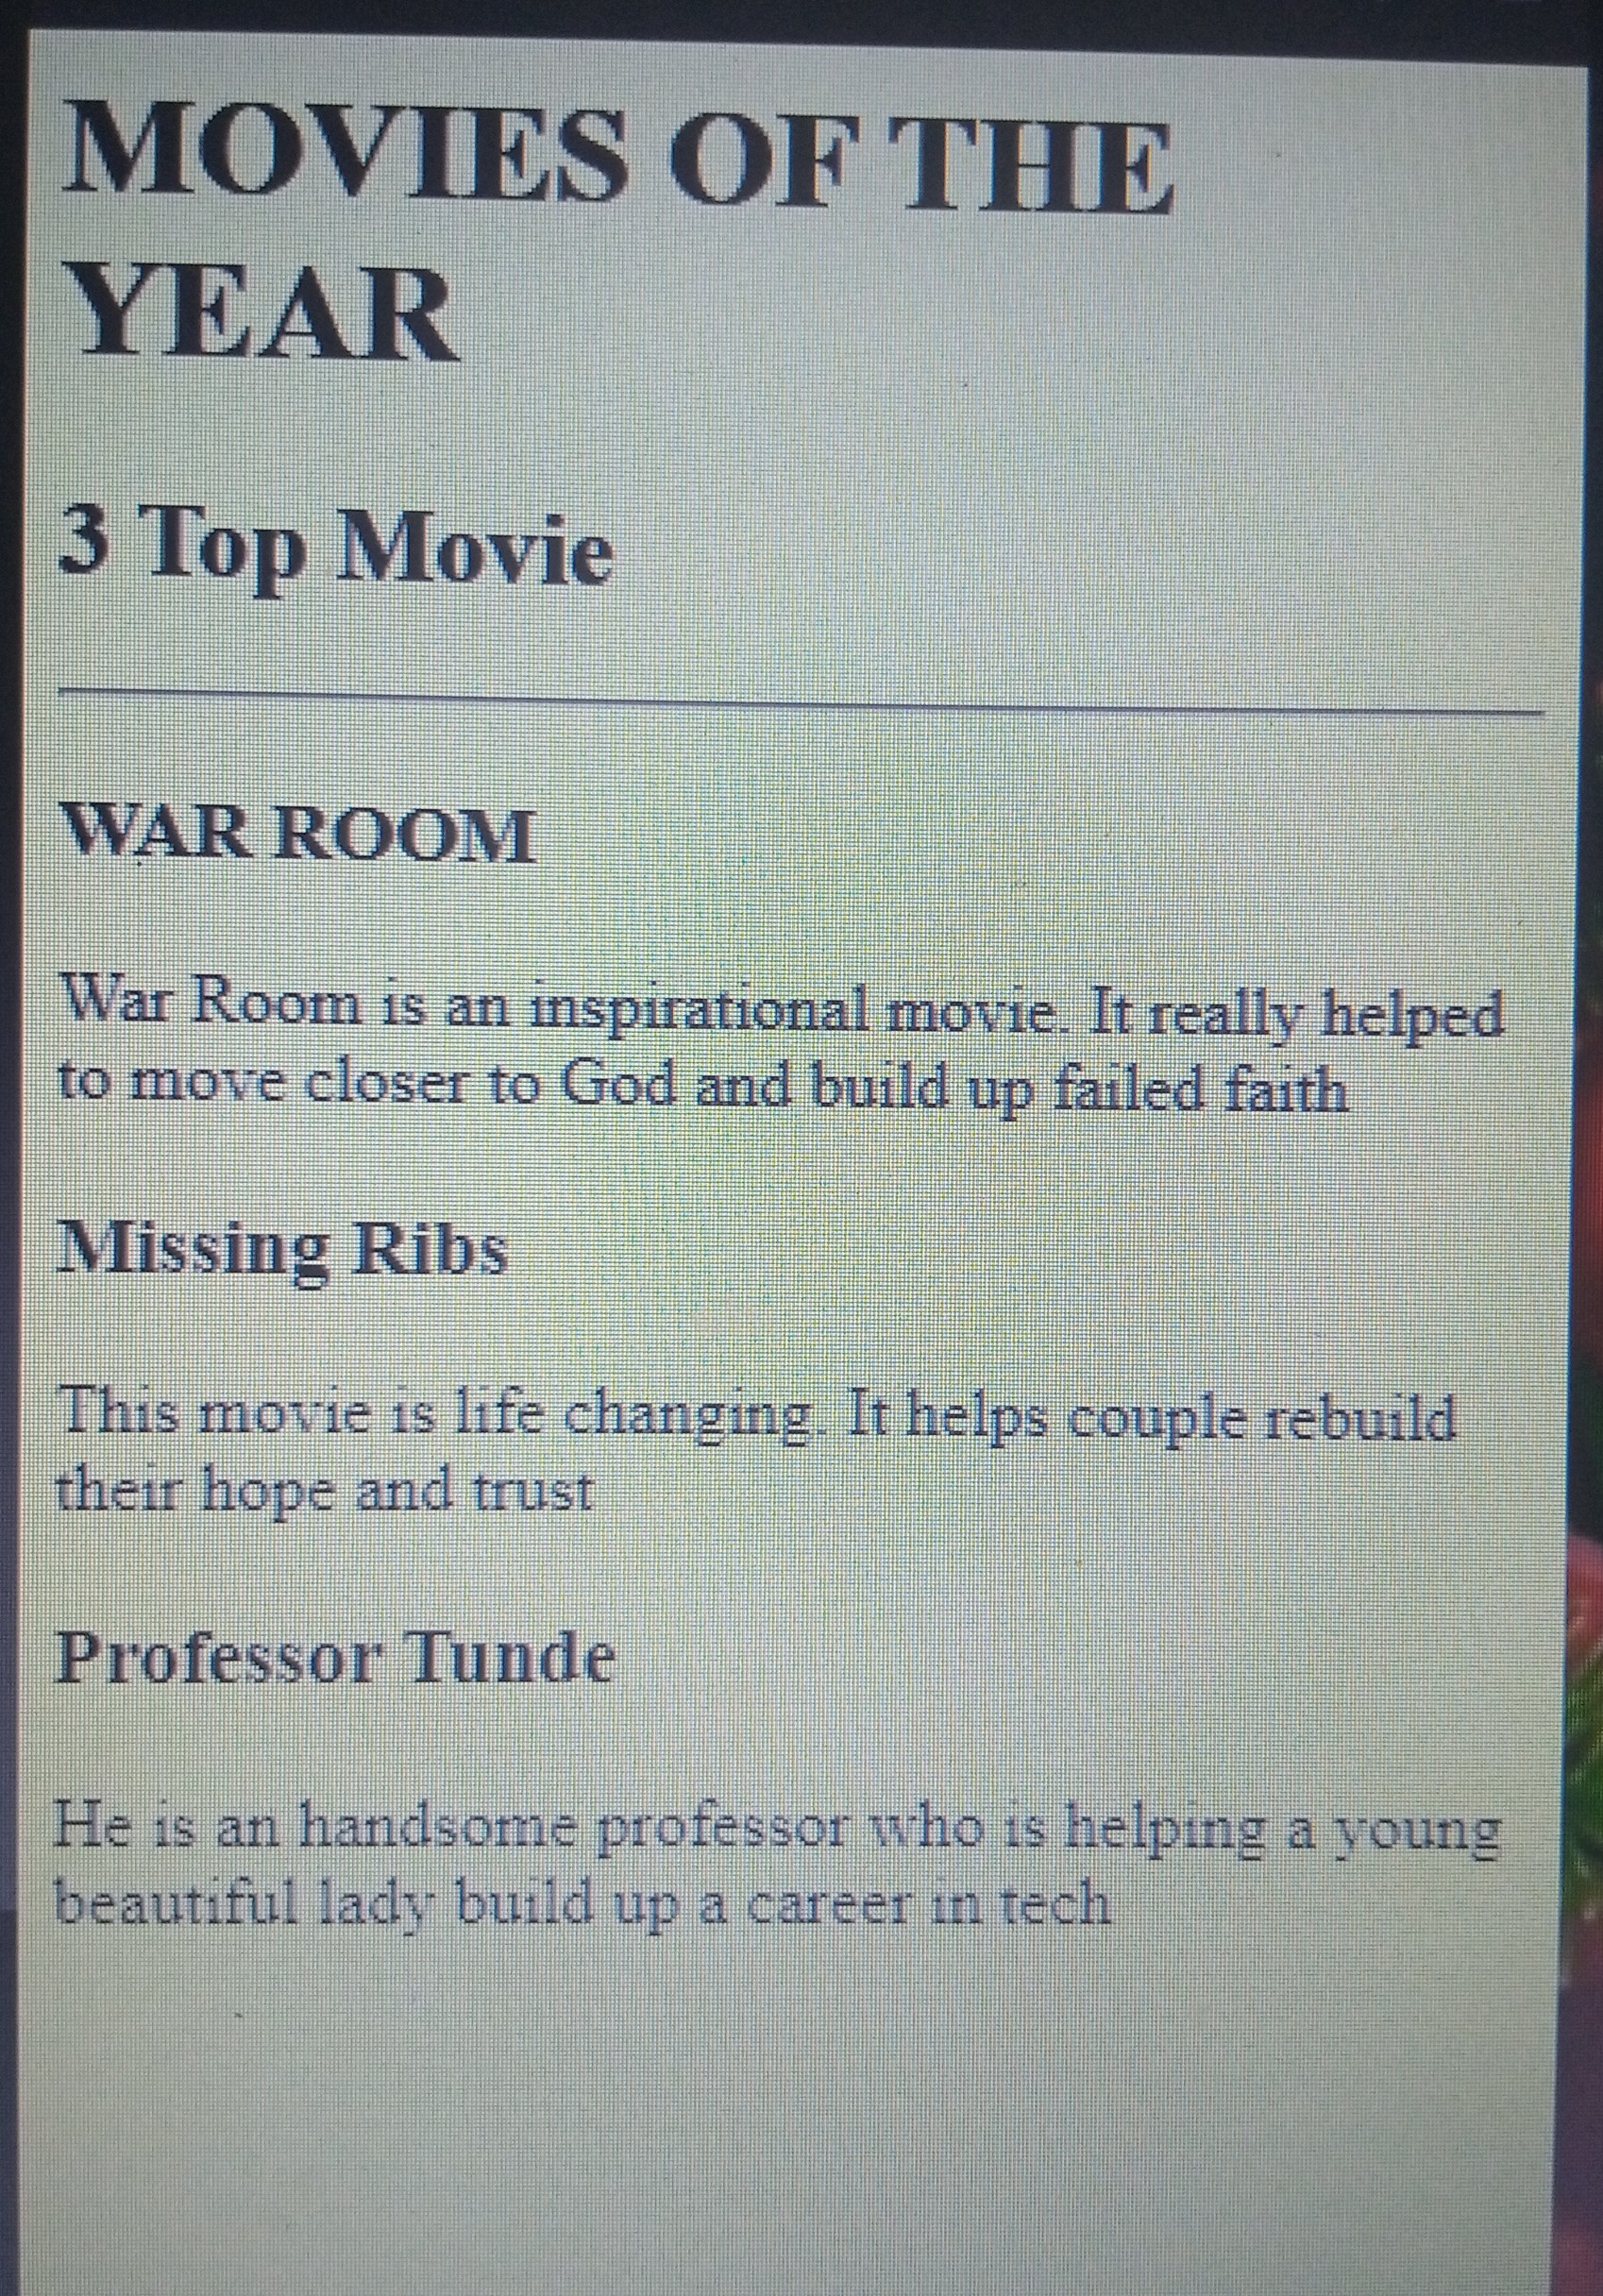 MOVIES OF THE
YEAR
3 Top Movie
WAR ROOM
War Room is an inspirational movie. It really helped
to move closer to God and build up failed faith
Missing Ribs
This movie is life changing. It helps couple rebuild
their hope and trust
Professor Tunde
He is an handsome professor who is helping a young
beautiful lady build up a career in tech